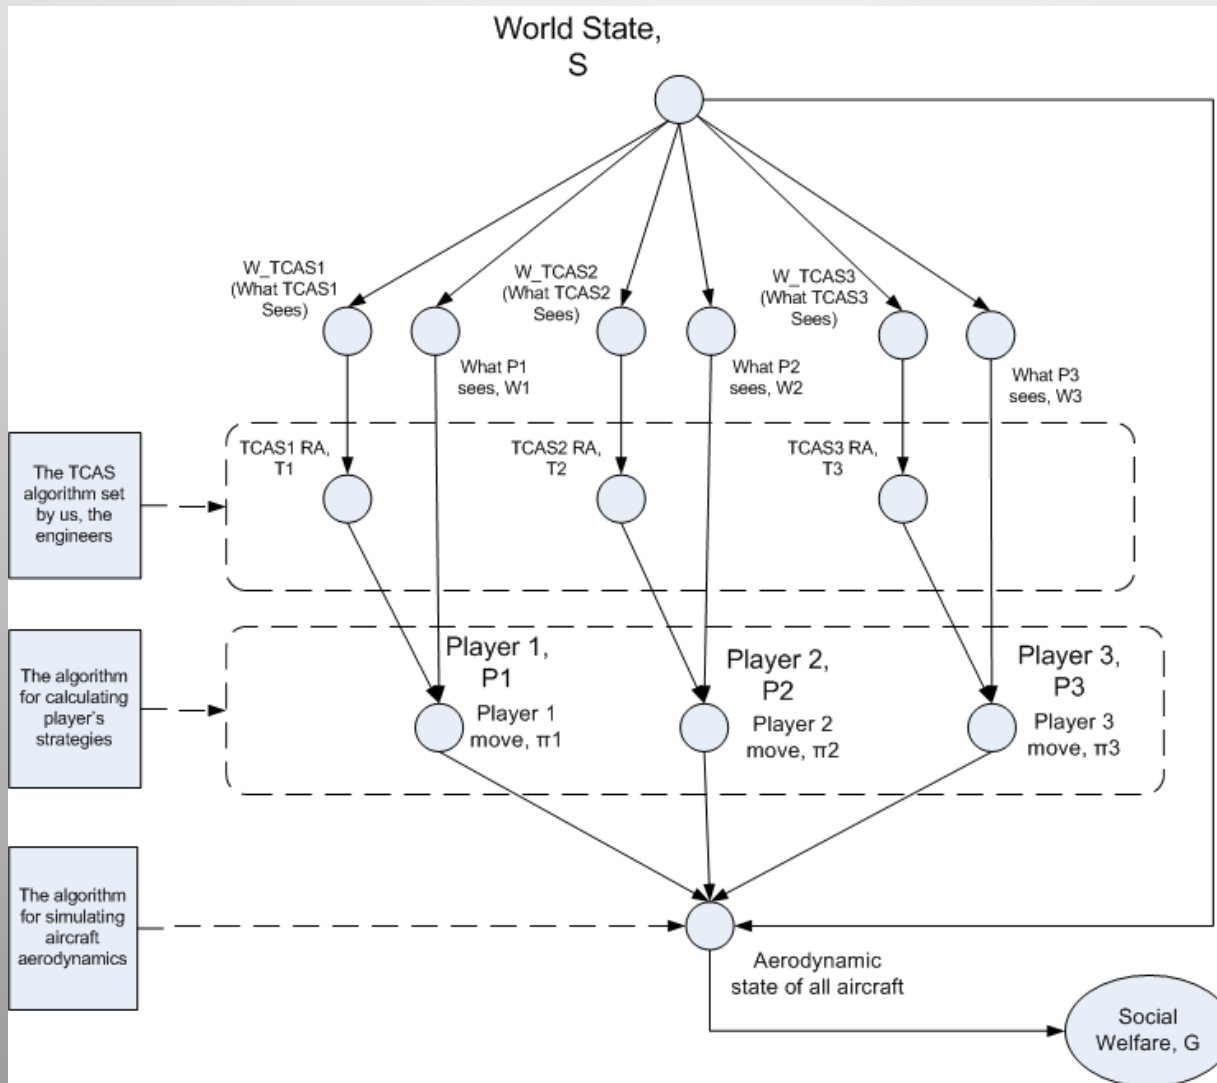 World State,
S
W_TCAS1
(What TCAS1
Sees)
W_TCAS2
(What TCAS2
Sees)
W_TCAS3
(What TCAS3
Sees)
What P1
sees, W1
What P2
sees, W2
What P3
sees, W3
The TCAS
algorithm set
by us, the
engineers
TCAS1 RA,
T1
TCAS2 RA,
T2
TCAS3 RA,
T3
The algorithm
for calculating
player's
strategies
Player 1,
P1
Player 1
move, π1
Player 2,
P2
Player 2
move, π2
Player 3,
P3
Player 3
move, π3
The algorithm
for simulating
aircraft
aerodynamics
Aerodynamic
state of all aircraft
Social
Welfare, G